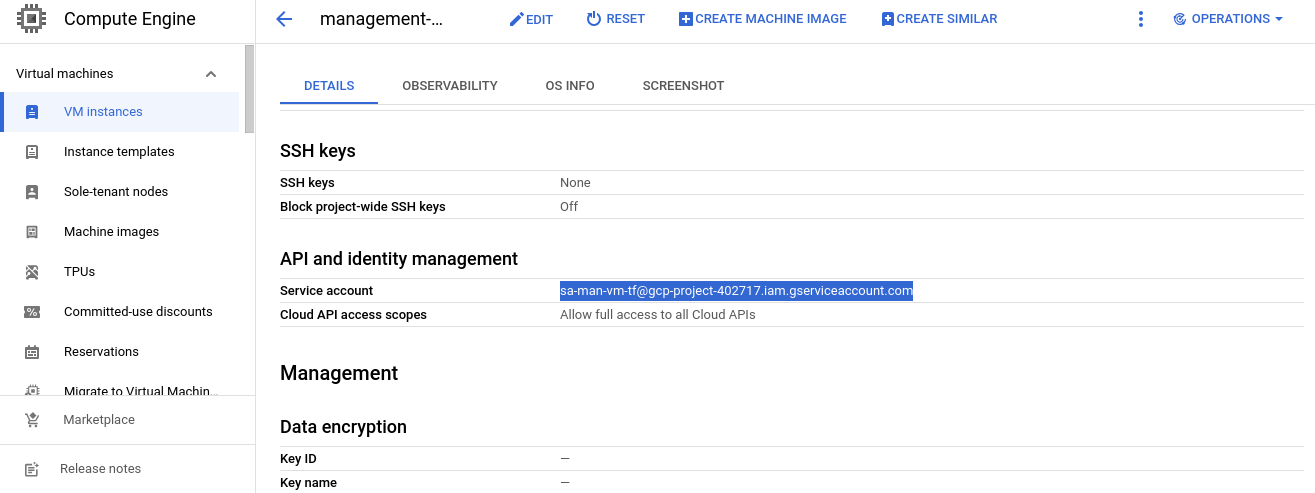 Compute Engine
management-...
EDIT
RESET
CREATE MACHINE IMAGE
CREATE SIMILAR
OPERATIONS
Virtual machines
VM instances
Instance templates
Sole-tenant nodes
Machine images
TPUs
Committed-use discounts
Reservations
Migrate to Virtual Machin...
Marketplace
Release notes
DETAILS
OBSERVABILITY
OS INFO
SCREENSHOT
SSH keys
SSH keys None
Block project-wide SSH keys Off
API and identity management
Service account sa-man-vm-tf@gcp-project-402717.iam.gserviceaccount.com
Cloud API access scopes Allow full access to all Cloud APIs
Management
Data encryption
Key ID —
Key name —